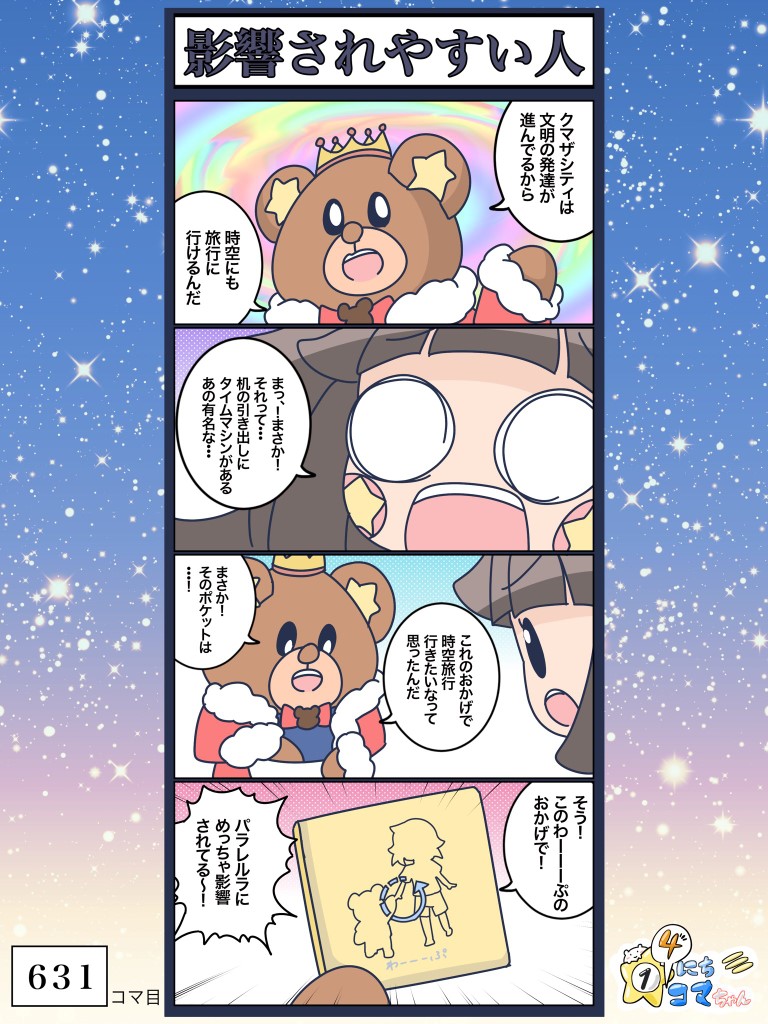 影響されやすい人
クマザシティは
文明の発達が
進んでるから
時空にも
旅行に
行けるんだ
まっ、！まさか！
それって・・・
机の引き出しに
タイムマシンがある
あの有名な・・・
これのおかげで
時空旅行
行きたいなって
思ったんだ
まさか！
そのポケットは
・・・！
そう！
このわーーーぷの
おかげで！
わーーーぷ
パラレルラに
めっちゃ影響
されてる〜！
631
コマ目
1
にち
4
コマ
ちゃん